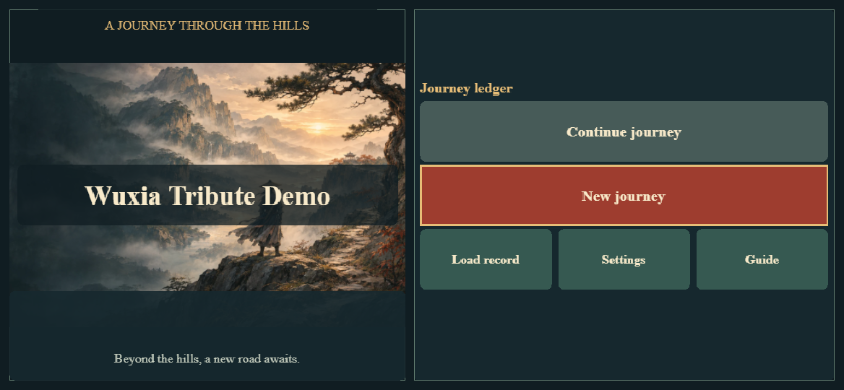 A JOURNEY THROUGH THE HILLS
Wuxia Tribute Demo
Beyond the hills, a new road awaits.
Journey ledger
Continue journey
New journey
Load record
Settings
Guide